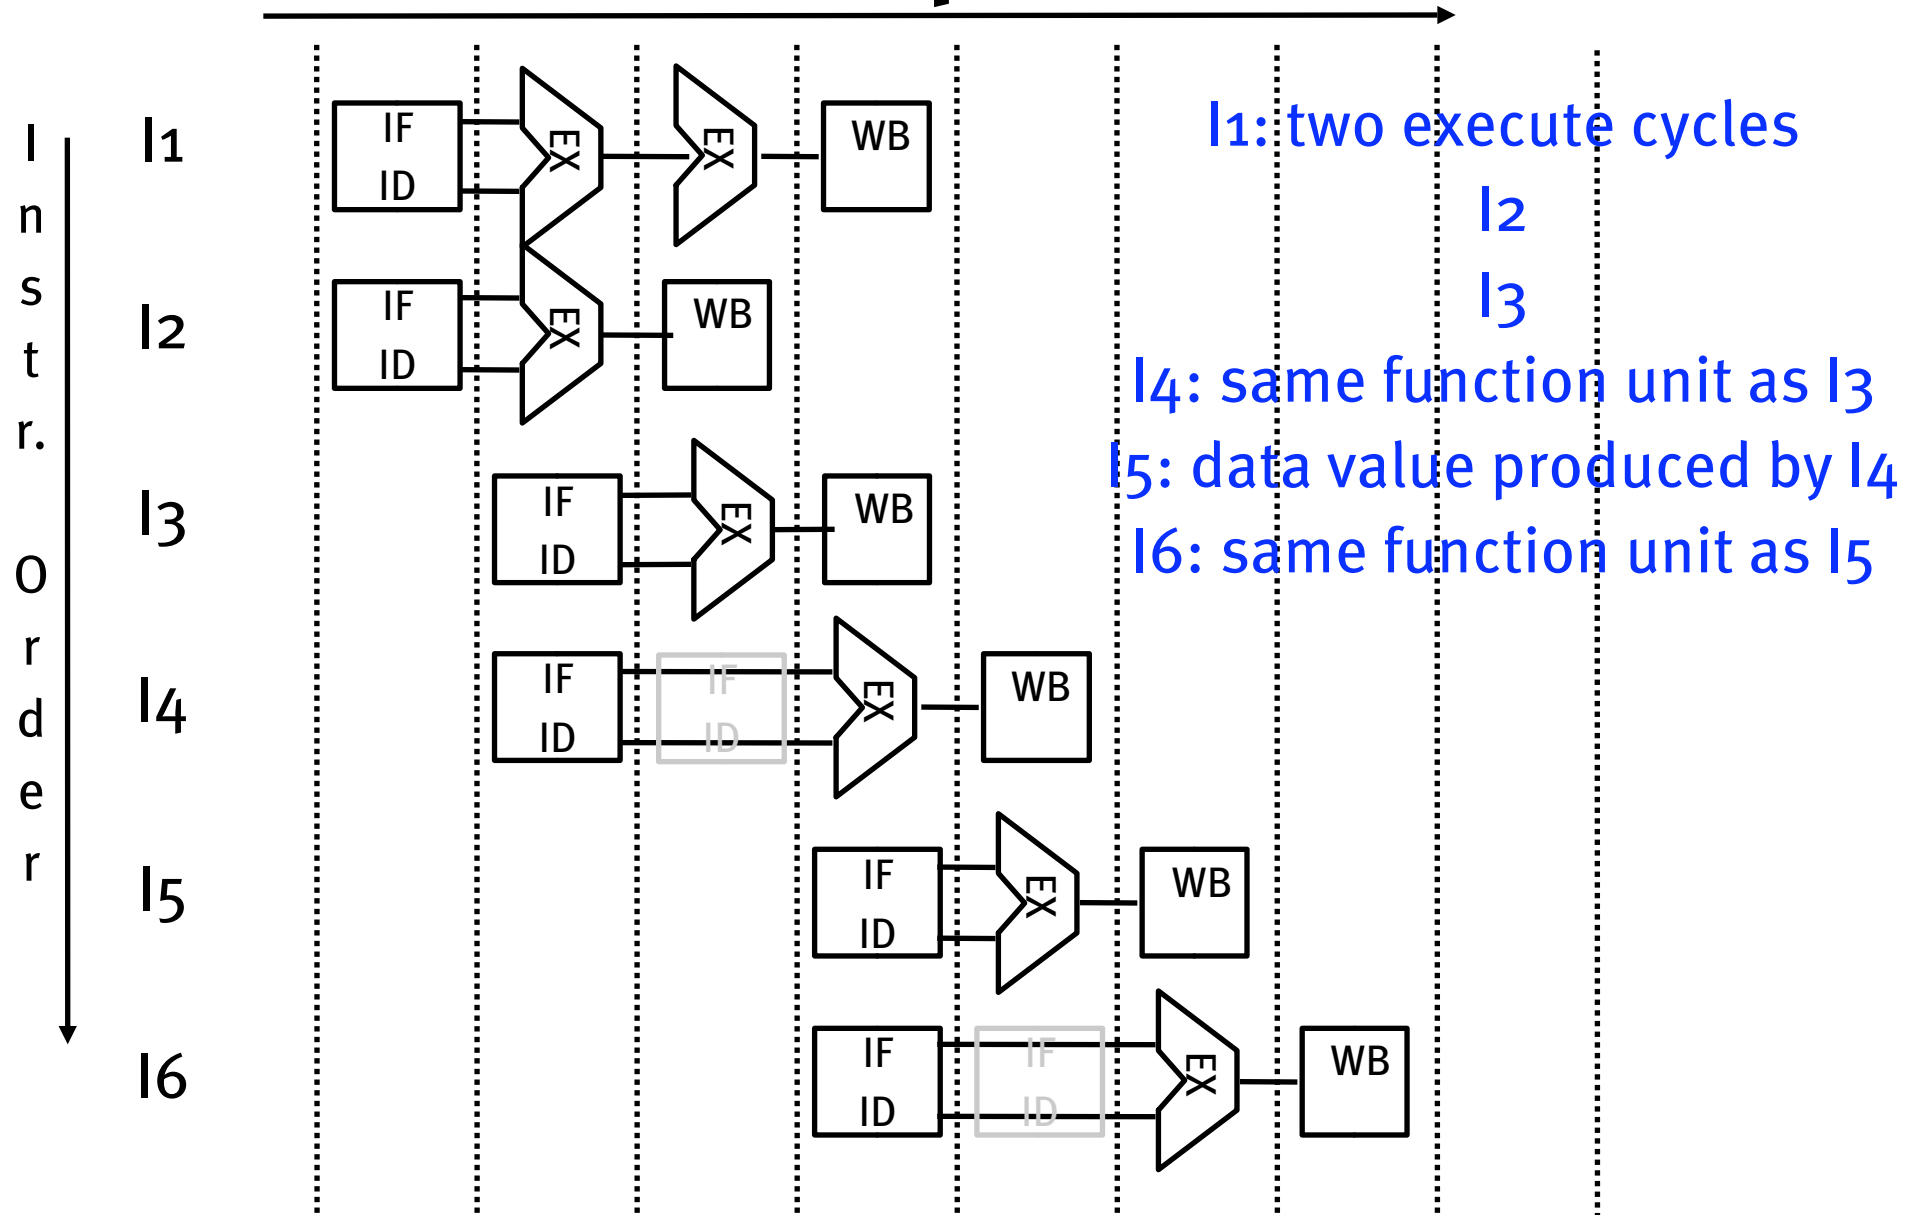 Instr. Order
I1
IF
ID
EX
EX
WB
I1: two execute cycles
I2
IF
ID
EX
WB
I2
I3
I4: same function unit as I3
I5: data value produced by I4
I6: same function unit as I5
I3
IF
ID
EX
WB
I4
IF
ID
IF
ID
EX
WB
I5
IF
ID
EX
WB
I6
IF
ID
IF
ID
EX
WB